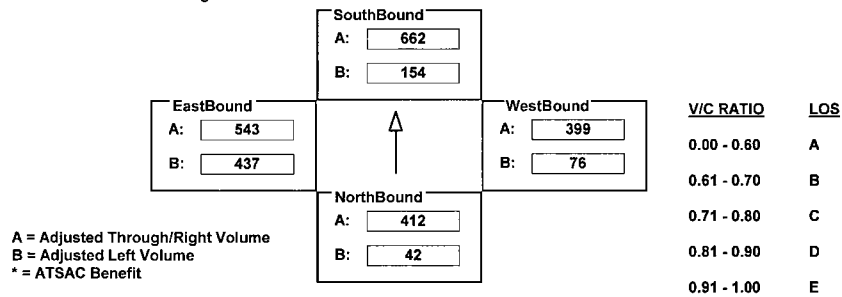 SouthBound
A: 662
B: 154
EastBound
A: 543
B: 437
WestBound
A: 399
B: 76
NorthBound
A: 412
B: 42
A = Adjusted Through/Right Volume
B = Adjusted Left Volume
* = ATSAC Benefit
V/C RATIO LOS
0.00 - 0.60 A
0.61 - 0.70 B
0.71 - 0.80 C
0.81 - 0.90 D
0.91 - 1.00 E